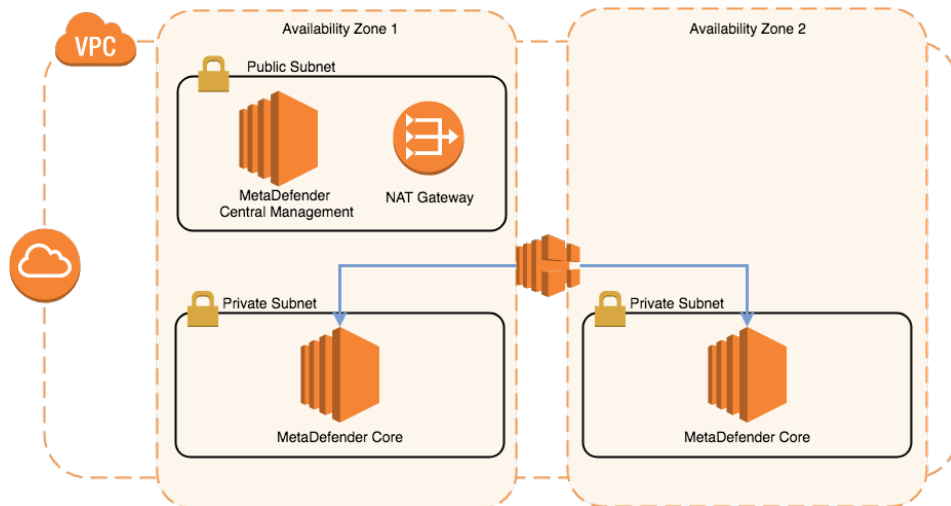 VPC
Availability Zone 1
Availability Zone 2
Public Subnet
MetaDefender
Central Management
NAT Gateway
Private Subnet
Private Subnet
MetaDefender Core
MetaDefender Core